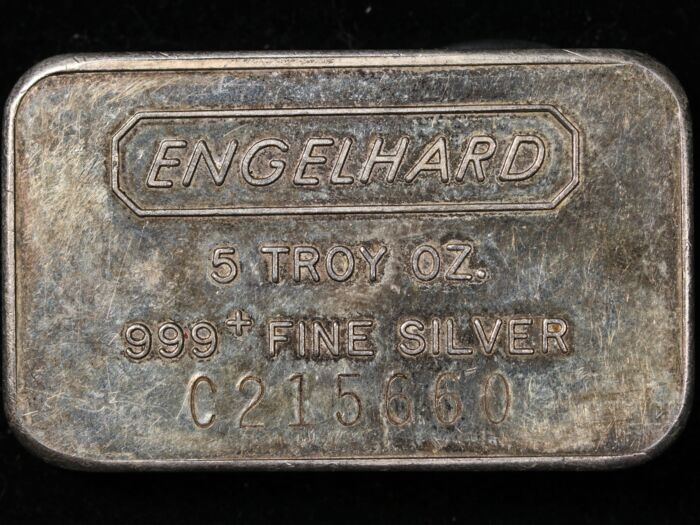 ENGELHARD
5 TROY OZ.
999+ FINE SILVER
C215660